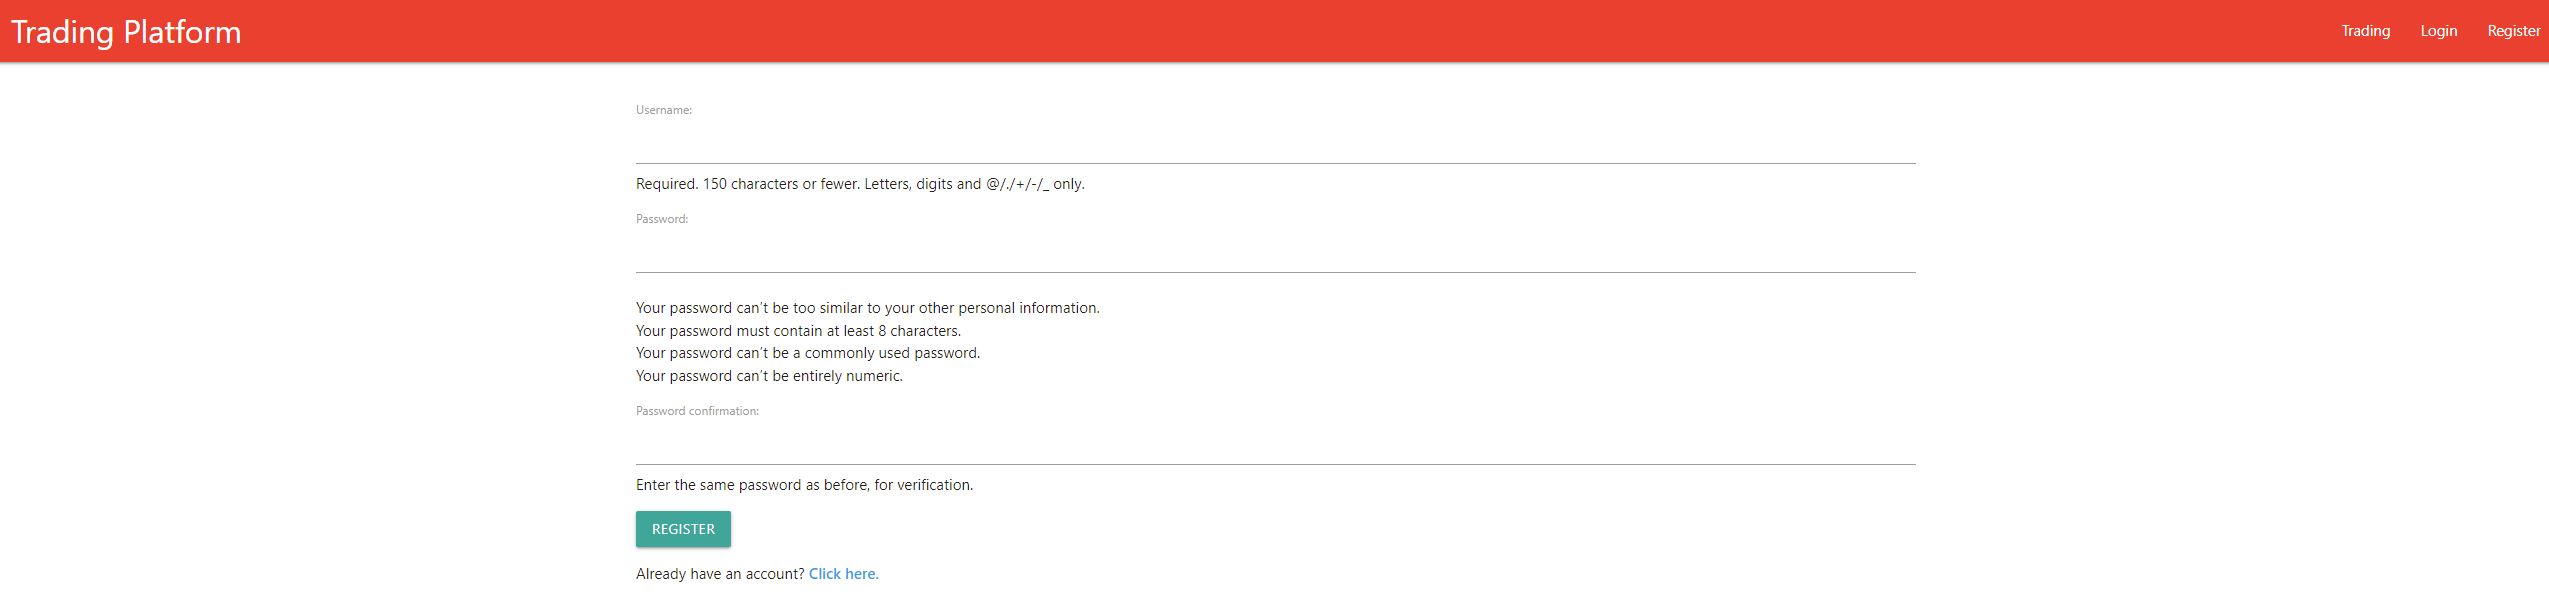 Trading Platform
Trading Login Register
Username:
Required. 150 characters or fewer. Letters, digits and @/./+/-/_ only.
Password:
Your password can’t be too similar to your other personal information.
Your password must contain at least 8 characters.
Your password can’t be a commonly used password.
Your password can’t be entirely numeric.
Password confirmation:
Enter the same password as before, for verification.
REGISTER
Already have an account? Click here.